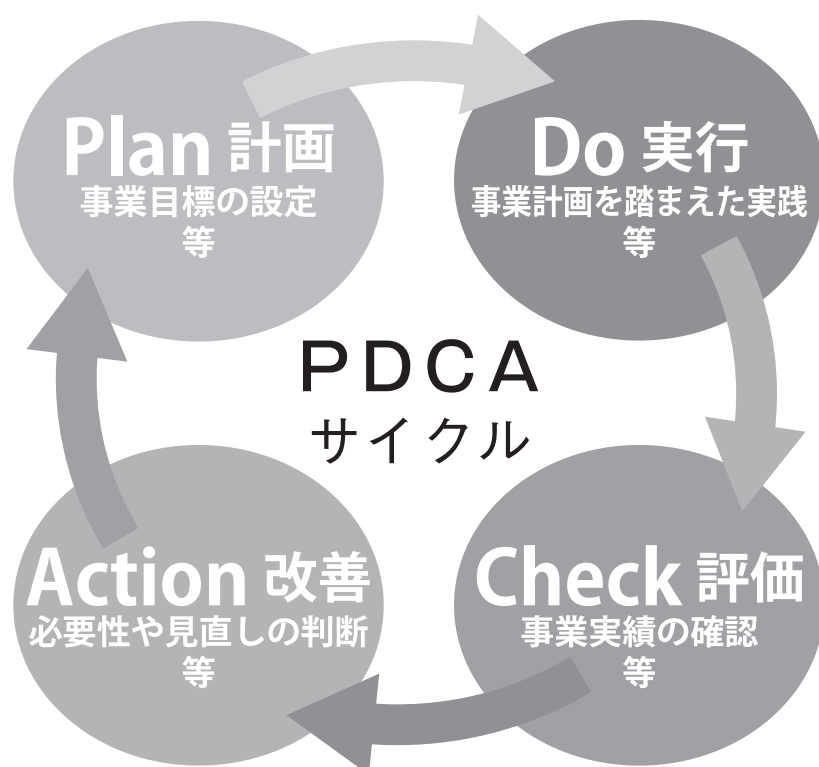 Plan 計画
事業目標の設定
等
Do 実行
事業計画を踏まえた実践
等
PDCA
サイクル
Action 改善
必要性や見直しの判断
等
Check 評価
事業実績の確認
等